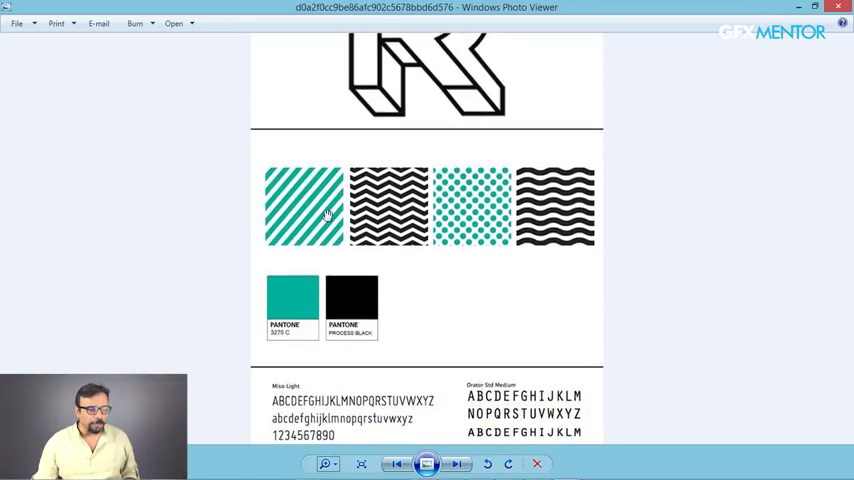 d0a2f0cc9be86afc902c5678bbd6d576 - Windows Photo Viewer
File Print E-mail Burn Open
GFXMENTOR
PANTONE
3275 C
PANTONE
PROCESS BLACK
Miso Light
ABCDEFGHIJKLMNOPQRSTUVWXYZ
abcdefghijklmnopqrstuvwxyz
1234567890
Orator Std Medium
ABCDEFGHIJKLM
NOPQRSTUVWXYZ
ABCDEFGHIJKLM